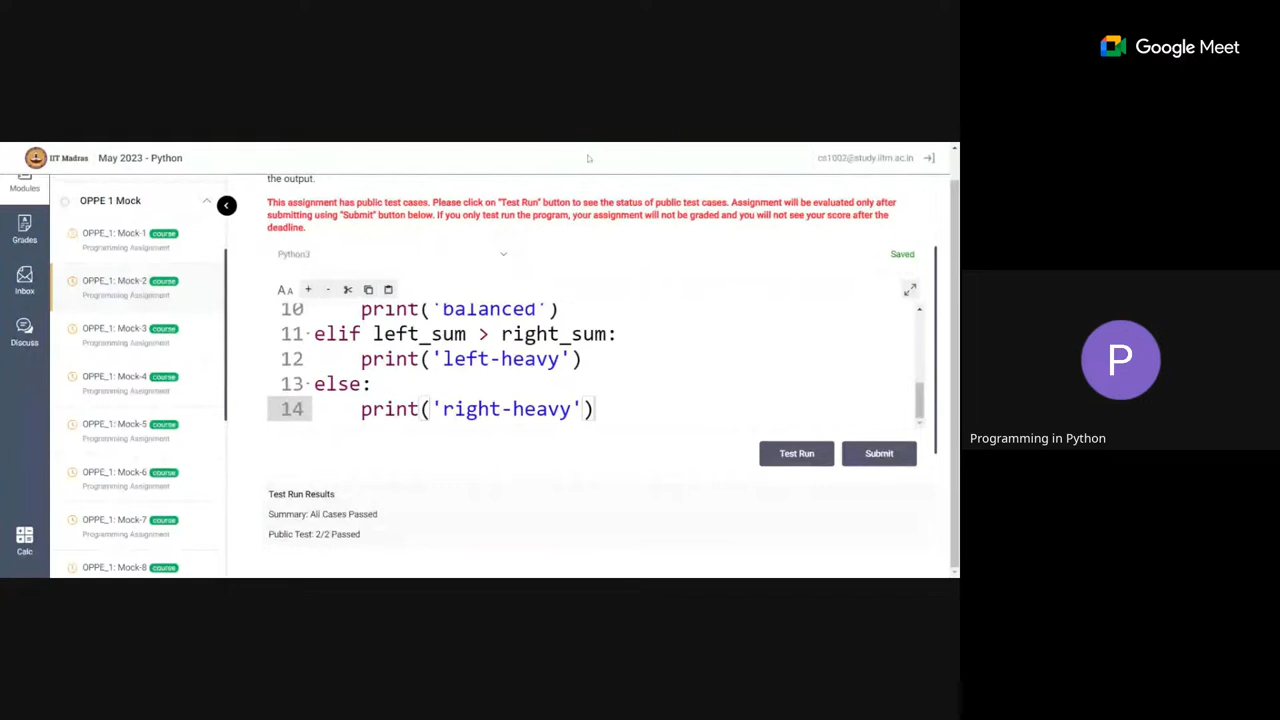 Google Meet
IIT Madras
May 2023 - Python
cs1002@study.iitm.ac.in
Modules
Grades
Inbox
Discuss
Calc
OPPE 1 Mock
OPPE_1: Mock-1 course
Programming Assignment
OPPE_1: Mock-2 course
Programming Assignment
OPPE_1: Mock-3 course
Programming Assignment
OPPE_1: Mock-4 course
Programming Assignment
OPPE_1: Mock-5 course
Programming Assignment
OPPE_1: Mock-6 course
Programming Assignment
OPPE_1: Mock-7 course
Programming Assignment
OPPE_1: Mock-8 course
the output.
This assignment has public test cases. Please click on "Test Run" button to see the status of public test cases. Assignment will be evaluated only after
submitting using "Submit" button below. If you only test run the program, your assignment will not be graded and you will not see your score after the
deadline.
Python3
Saved
AA + -
10 print('balanced')
11 elif left_sum > right_sum:
12 print('left-heavy')
13 else:
14 print('right-heavy')
Test Run
Submit
Test Run Results
Summary: All Cases Passed
Public Test: 2/2 Passed
P
Programming in Python